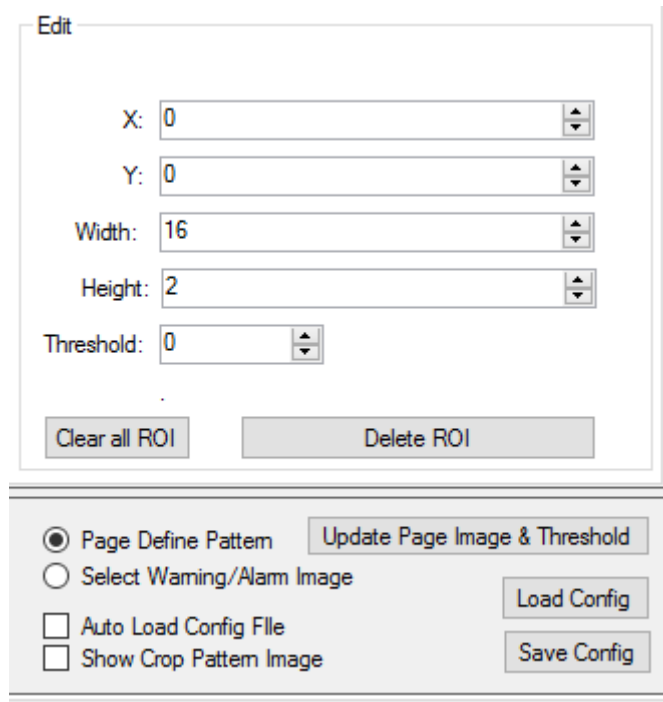 Edit
X: 0
Y: 0
Width: 16
Height: 2
Threshold: 0
.
Clear all ROI Delete ROI
Page Define Pattern Update Page Image & Threshold
Select Warning/Alarm Image
Load Config
Auto Load Config FIle
Show Crop Pattern Image Save Config